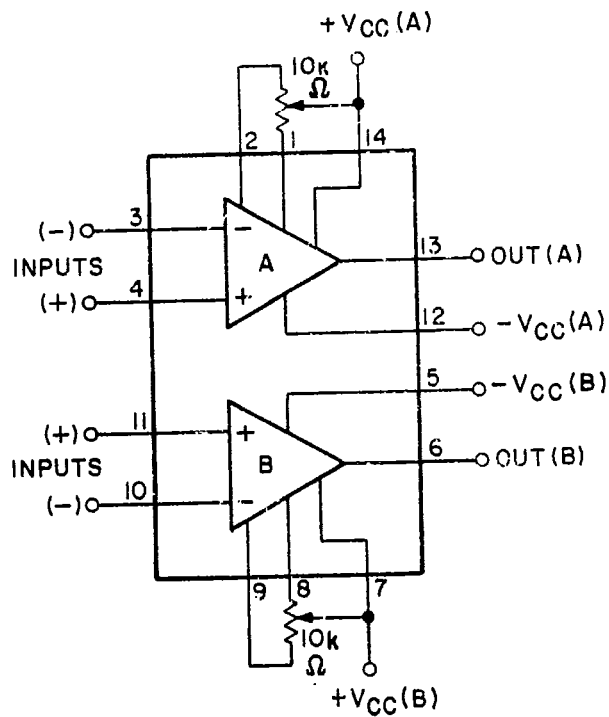 +VCC(A)
10k
Ω
2 1 14
(-) 3 - 13 OUT(A)
INPUTS A
(+) 4 + 12 -VCC(A)
5 -VCC(B)
(+) 11 + 6 OUT(B)
INPUTS B
(-) 10 -
9 8 7
10k
Ω
+VCC(B)